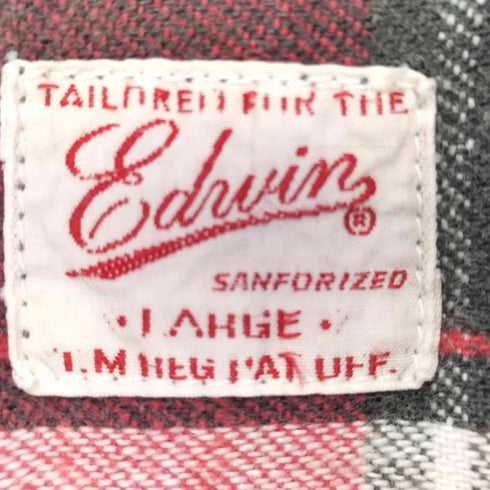 TAILORED FOR THE
Edwin®
SANFORIZED
• LARGE •
T.M REG PAT OFF.